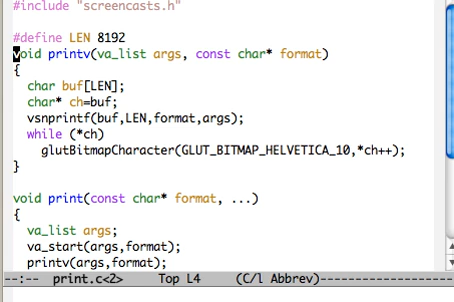 #include "screencasts.h"
#define LEN 8192
void printv(va_list args, const char* format)
{
  char buf[LEN];
  char* ch=buf;
  vsnprintf(buf,LEN,format,args);
  while (*ch)
    glutBitmapCharacter(GLUT_BITMAP_HELVETICA_10,*ch++);
}
void print(const char* format, ...)
{
  va_list args;
  va_start(args,format);
  printv(args,format);
--:--  print.c<2>     Top L4     (C/l Abbrev)------------------